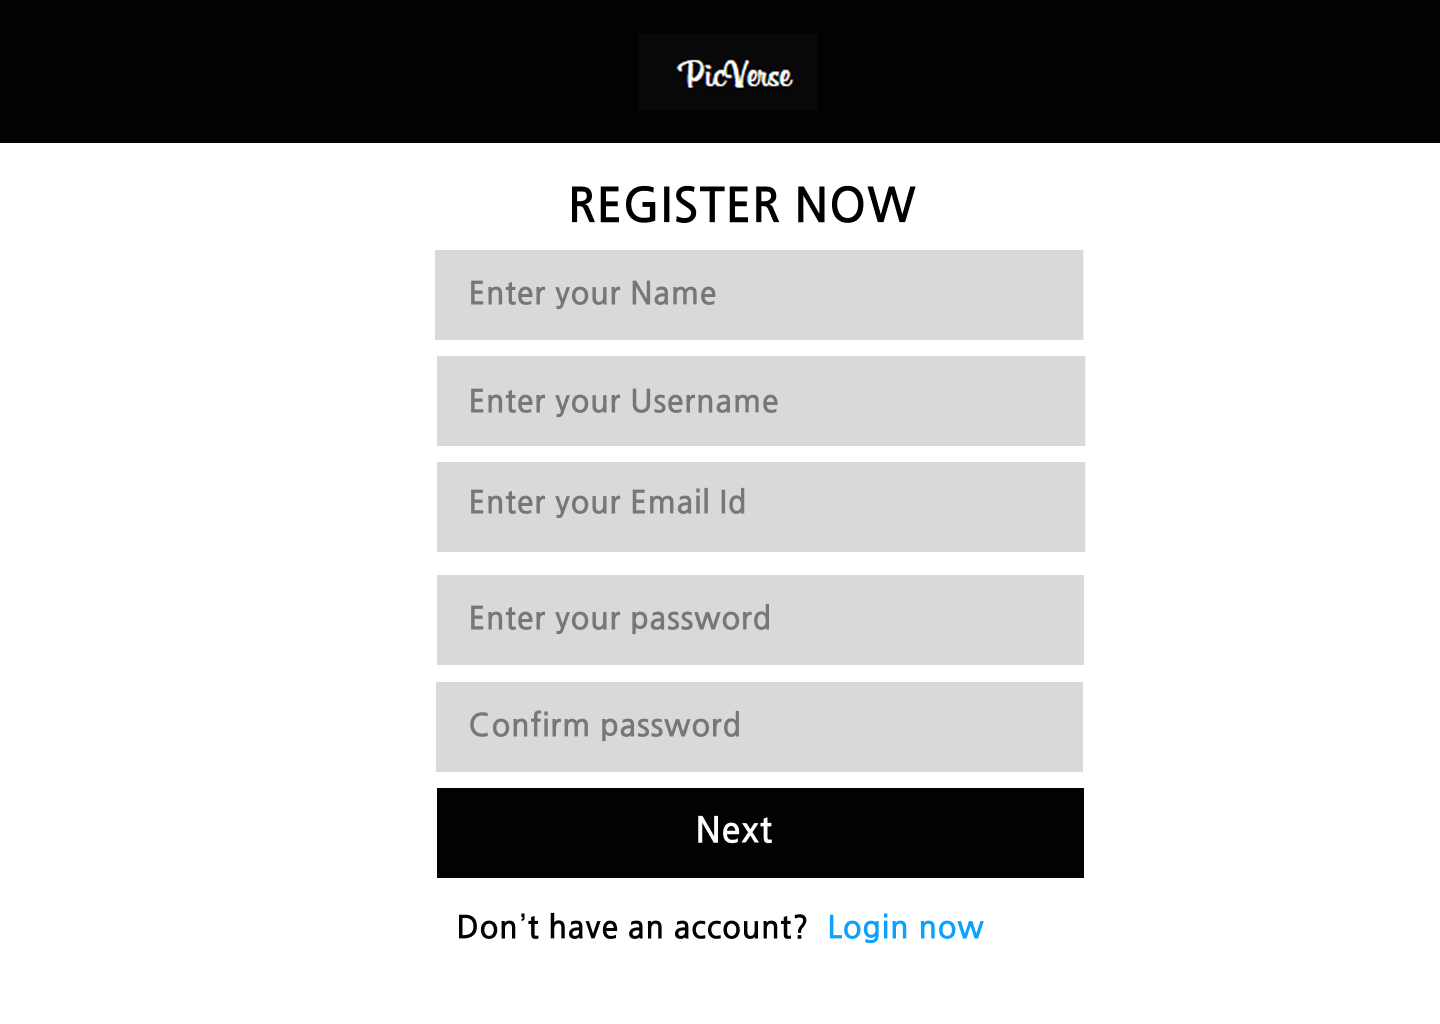 PicVerse
REGISTER NOW
Enter your Name
Enter your Username
Enter your Email Id
Enter your password
Confirm password
Next
Don’t have an account? Login now